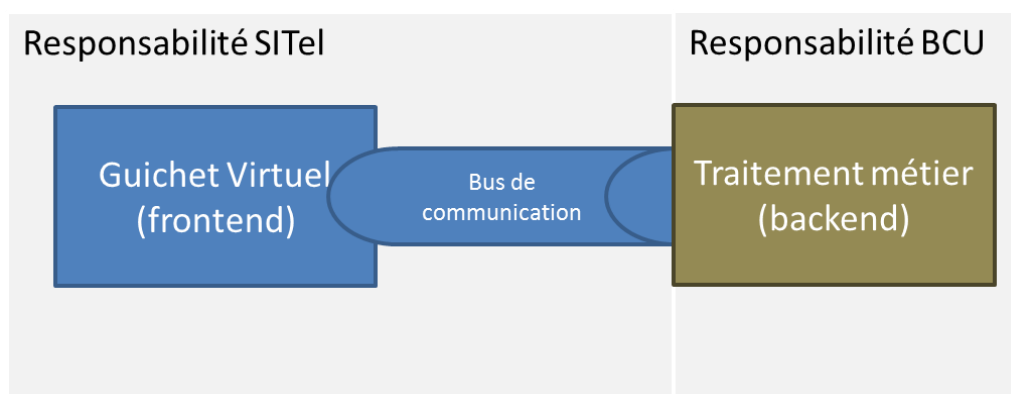 Responsabilité SITel
Responsabilité BCU
Guichet Virtuel
(frontend)
Bus de
communication
Traitement métier
(backend)